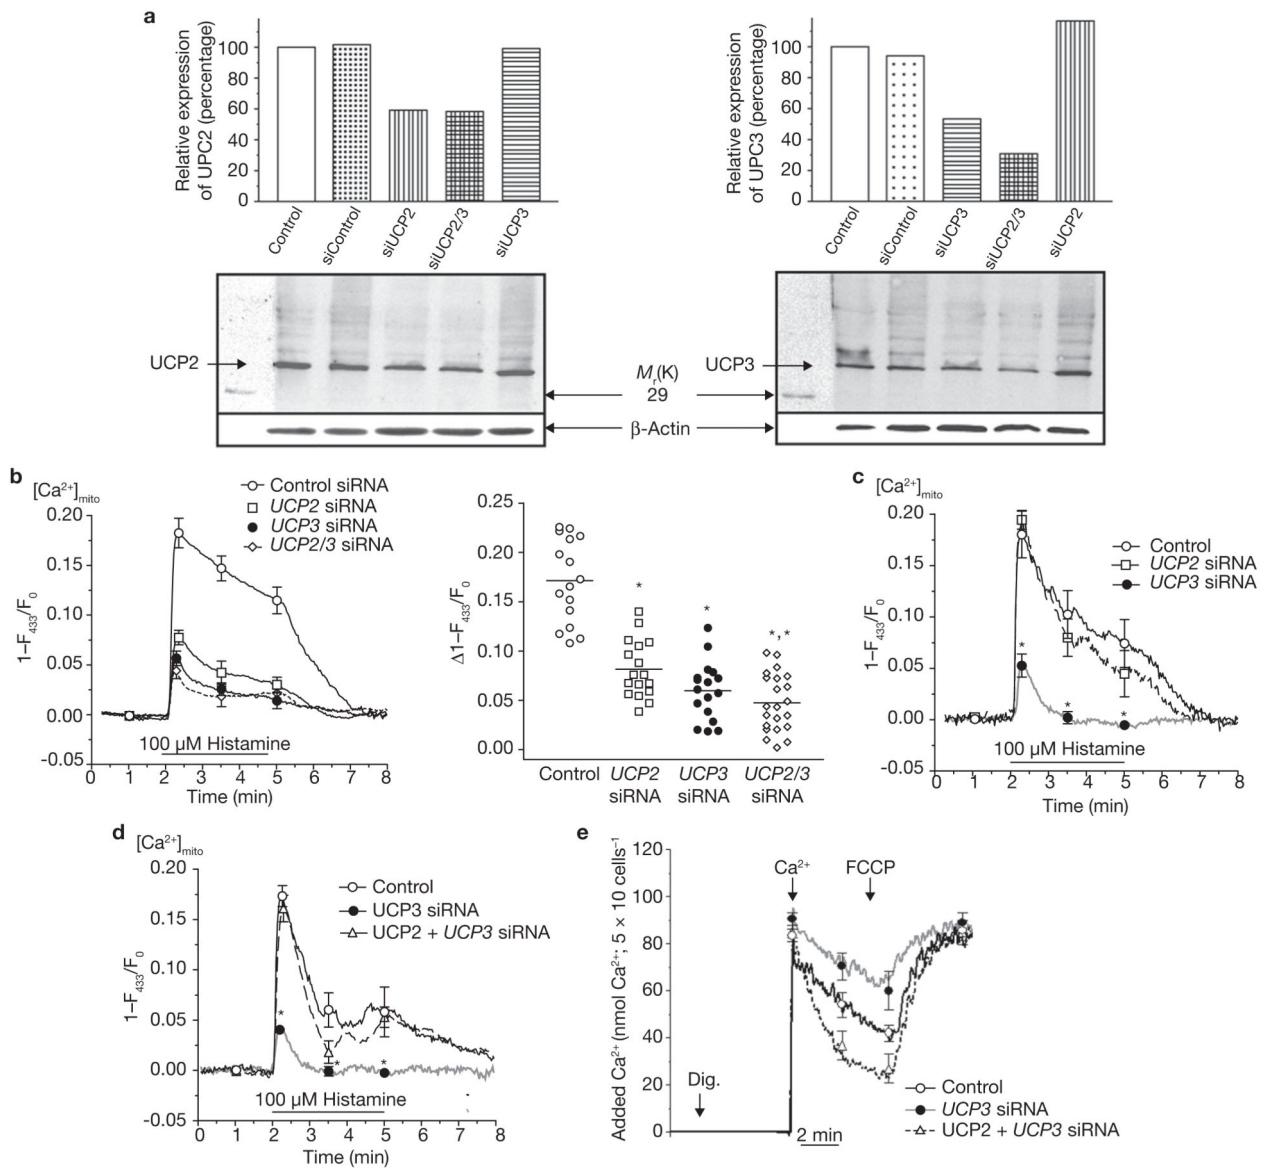 a
Relative expression
of UPC2 (percentage)
100
80
60
40
20
0
Control
siControl
siUCP2
siUCP2/3
siUCP3
Relative expression
of UPC3 (percentage)
100
80
60
40
20
0
Control
siControl
siUCP3
siUCP2/3
siUCP2
UCP2
UCP3
Mr(K)
29
β-Actin
b
[Ca²⁺]mito
Control siRNA
UCP2 siRNA
UCP3 siRNA
UCP2/3 siRNA
1–F433/F0
0.20
0.15
0.10
0.05
0.00
-0.05
100 µM Histamine
0 1 2 3 4 5 6 7 8
Time (min)
Δ1–F433/F0
0.25
0.20
0.15
0.10
0.05
0.00
*
*
*,*
Control UCP2 UCP3 UCP2/3
siRNA siRNA siRNA
c
[Ca²⁺]mito
Control
UCP2 siRNA
UCP3 siRNA
1–F433/F0
0.20
0.15
0.10
0.05
0.00
-0.05
*
*
*
100 µM Histamine
0 1 2 3 4 5 6 7 8
Time (min)
d
[Ca²⁺]mito
Control
UCP3 siRNA
UCP2 + UCP3 siRNA
1–F433/F0
0.20
0.15
0.10
0.05
0.00
-0.05
*
*
*
100 µM Histamine
0 1 2 3 4 5 6 7 8
Time (min)
e
Added Ca²⁺ (nmol Ca²⁺; 5 × 10 cells⁻¹
120
100
80
60
40
20
0
Ca²⁺
FCCP
Dig.
2 min
Control
UCP3 siRNA
UCP2 + UCP3 siRNA